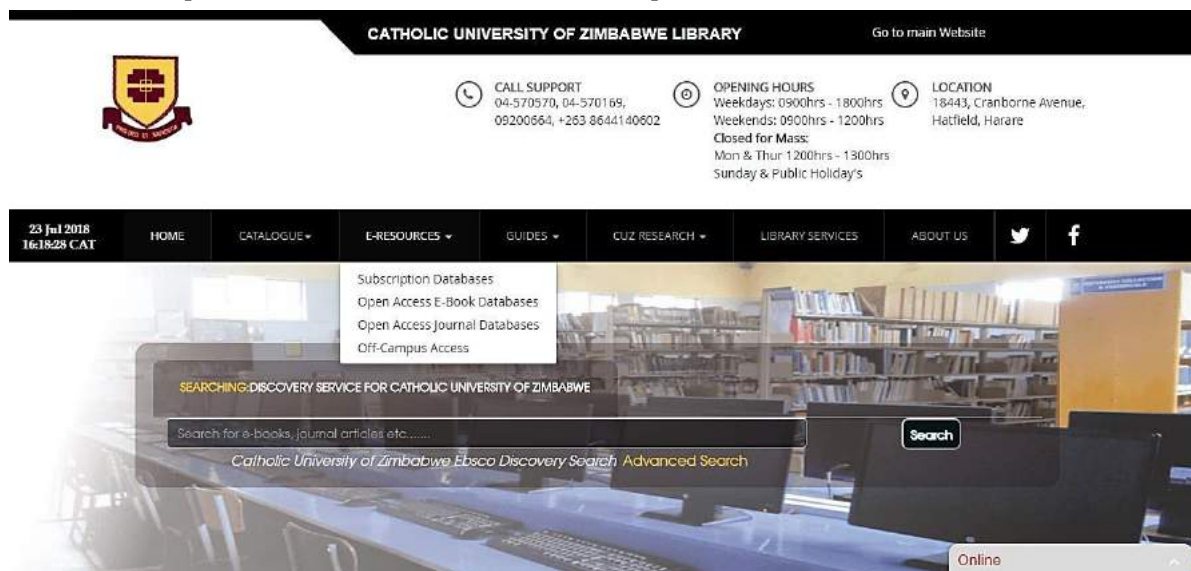 CATHOLIC UNIVERSITY OF ZIMBABWE LIBRARY
Go to main Website
CALL SUPPORT
04-570570, 04-570169,
09200664, +263 8644140602
OPENING HOURS
Weekdays: 0900hrs - 1800hrs
Weekends: 0900hrs - 1200hrs
Closed for Mass:
Mon & Thur 1200hrs - 1300hrs
Sunday & Public Holiday's
LOCATION
18443, Cranborne Avenue,
Hatfield, Harare
23 Jul 2018
16:18:28 CAT
HOME
CATALOGUE
E-RESOURCES
GUIDES
CUZ RESEARCH
LIBRARY SERVICES
ABOUT US
Subscription Databases
Open Access E-Book Databases
Open Access Journal Databases
Off-Campus Access
SEARCHING:DISCOVERY SERVICE FOR CATHOLIC UNIVERSITY OF ZIMBABWE
Search for e-books, journal articles etc.......
Search
Catholic University of Zimbabwe Ebsco Discovery Search Advanced Search
Online